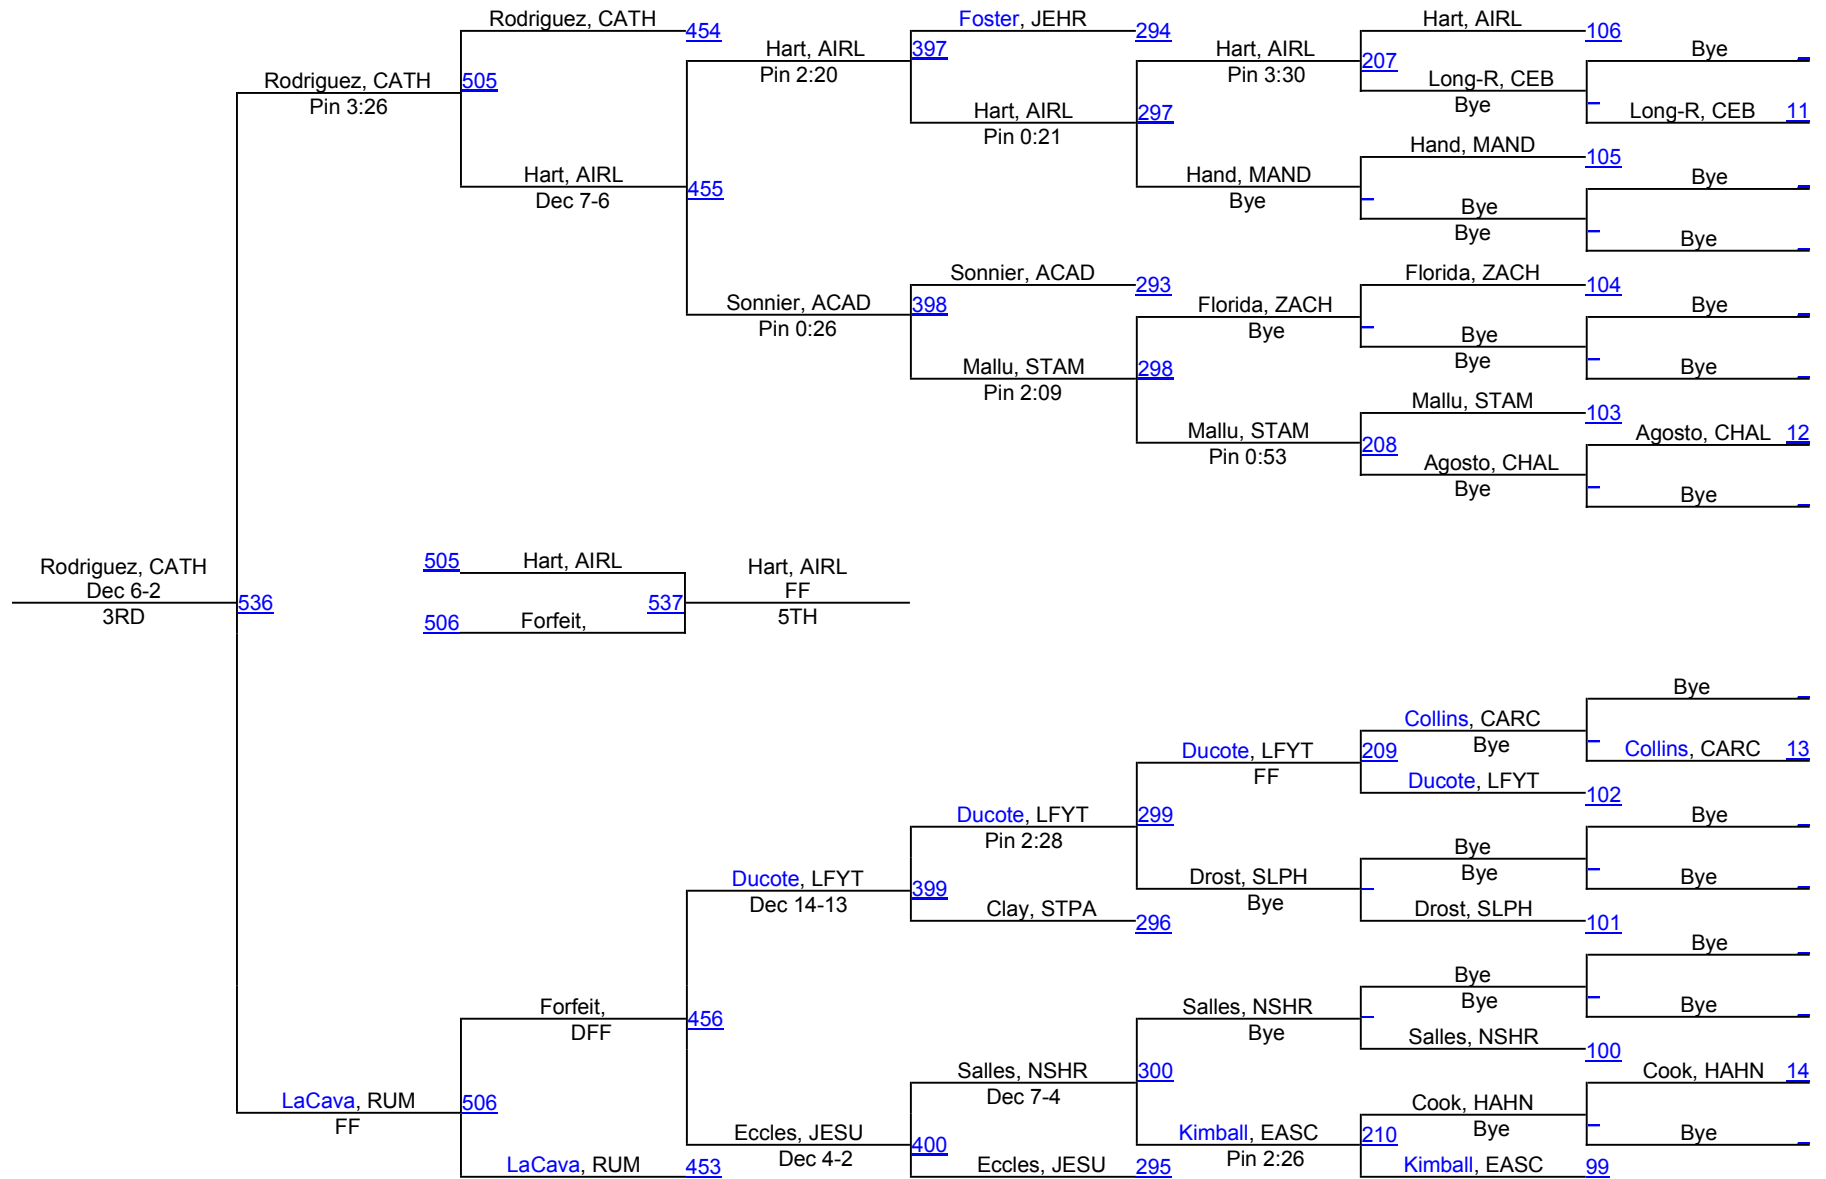 Rodriguez, CATH
454
Foster, JEHR
294
Hart, AIRL
106
Hart, AIRL
397
Hart, AIRL
Bye
Pin 2:20
Pin 3:30
207
Rodriguez, CATH
505
Long-R, CEB
Pin 3:26
Bye
Hart, AIRL
297
Long-R, CEB 11
Pin 0:21
Hand, MAND
105
Hart, AIRL
455
Hand, MAND
Bye
Dec 7-6
Bye
Bye
Bye
Bye
Sonnier, ACAD
293
Florida, ZACH
104
Sonnier, ACAD
398
Florida, ZACH
Bye
Pin 0:26
Bye
Bye
Bye
Mallu, STAM
298
Bye
Pin 2:09
Mallu, STAM
103
Mallu, STAM
208
Agosto, CHAL 12
Pin 0:53
Agosto, CHAL
Bye
Bye
Rodriguez, CATH
505
Hart, AIRL
Hart, AIRL
Dec 6-2
FF
536
537
3RD
506
Forfeit,
5TH
Bye
Collins, CARC
Ducote, LFYT
209
Bye
Collins, CARC 13
FF
Ducote, LFYT
102
Ducote, LFYT
299
Bye
Pin 2:28
Bye
Bye
Ducote, LFYT
399
Drost, SLPH
Bye
Dec 14-13
Bye
Clay, STPA
296
Drost, SLPH
101
Bye
Bye
Bye
Forfeit,
456
Salles, NSHR
Bye
DFF
Bye
Salles, NSHR
100
Salles, NSHR
300
Cook, HAHN 14
Dec 7-4
LaCava, RUM
506
Cook, HAHN
FF
Bye
Eccles, JESU
400
Kimball, EASC
210
Bye
Dec 4-2
Pin 2:26
LaCava, RUM
453
Eccles, JESU
295
Kimball, EASC
99